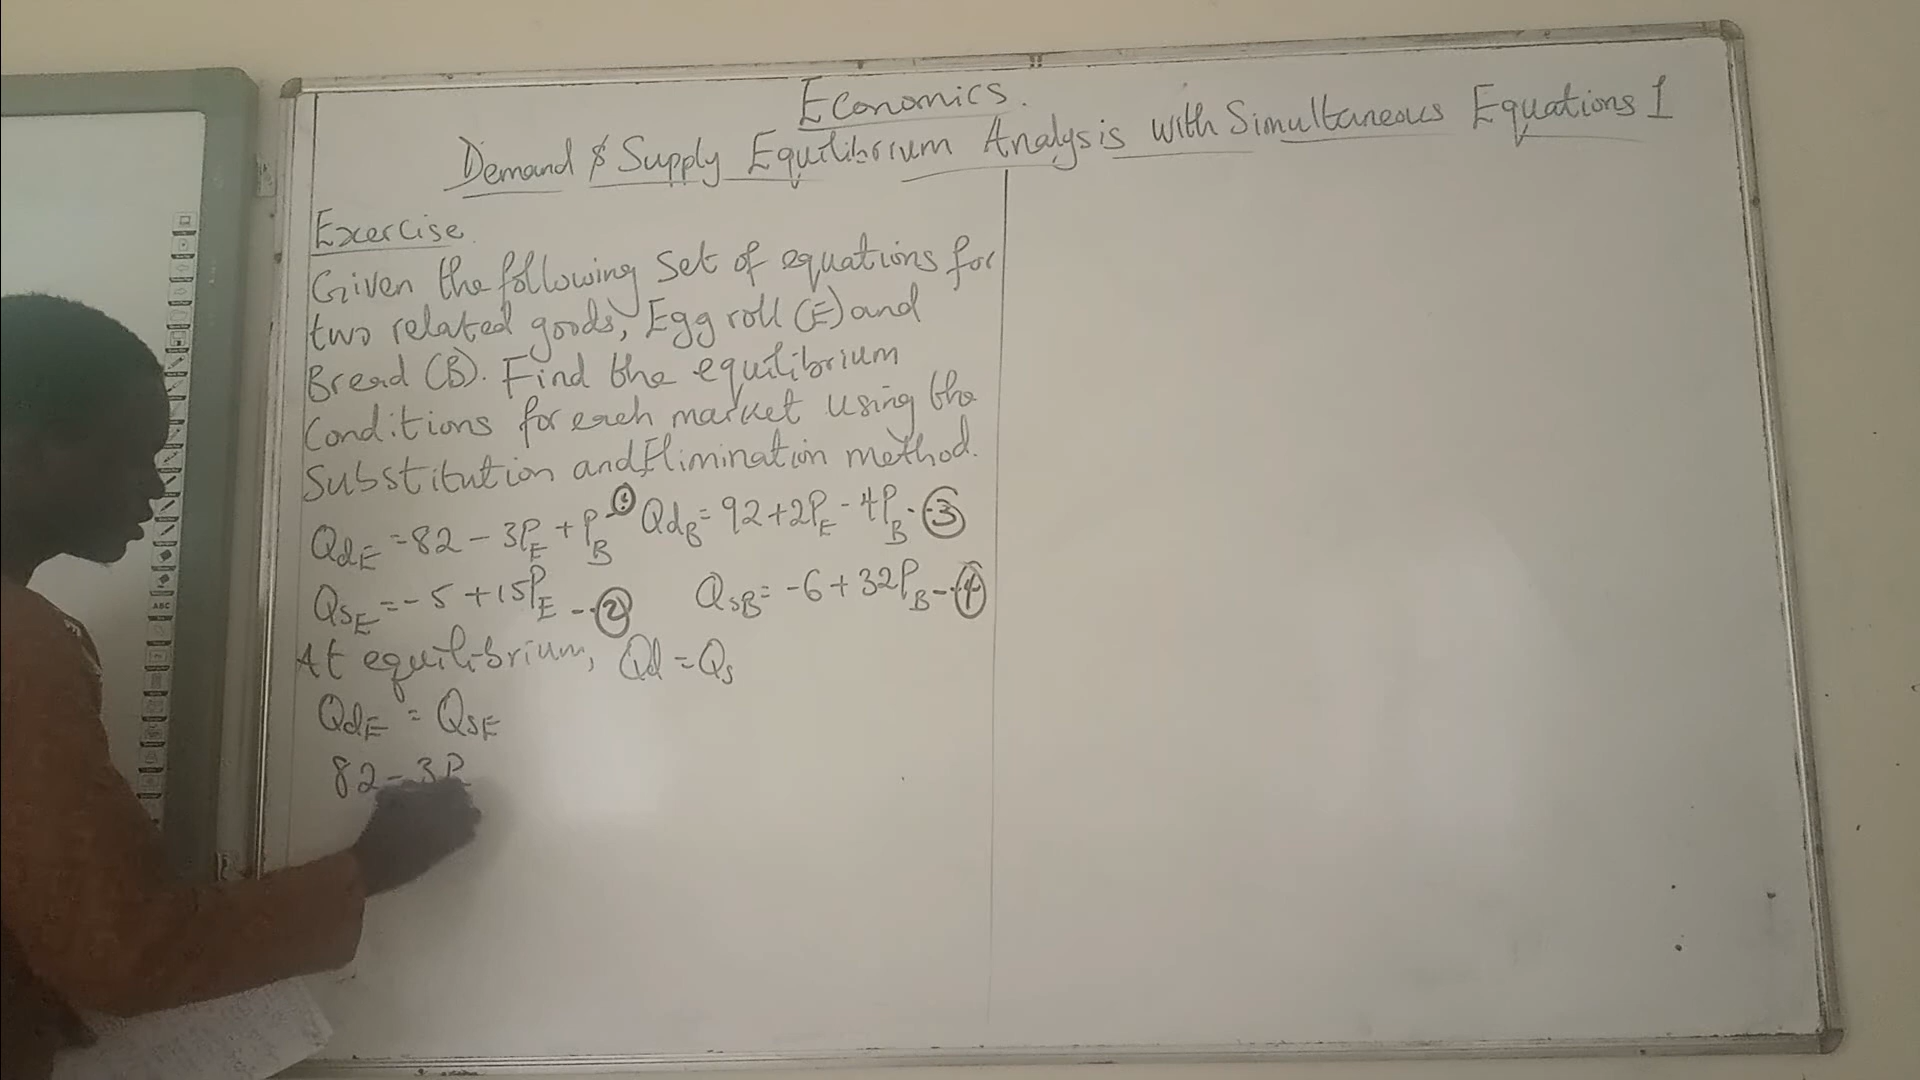 Economics.
Demand & Supply Equilibrium Analysis with Simultaneous Equations 1
Exercise
Given the following set of equations for
two related goods, Egg roll (E) and
Bread (B). Find the equilibrium
Conditions for each market using the
Substitution and Elimination method.
QdE = 82 - 3PE + PB -① QdB = 92 + 2PE - 4PB -- ③
QSE = -5 + 15PE -- ② QSB = -6 + 32PB -- ④
At equilibrium, Qd = Qs
QdE = QSE
82 - 3P
ABC